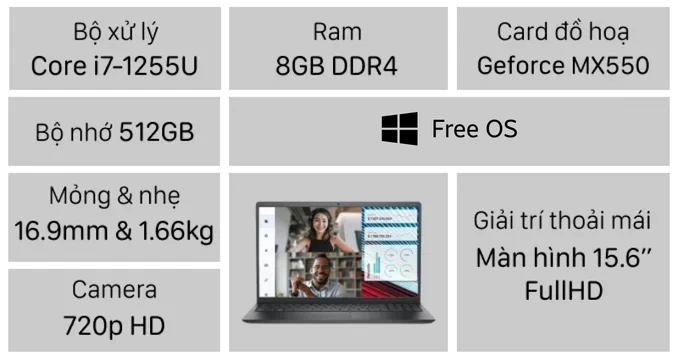 Bộ xử lý
Core i7-1255U
Ram
8GB DDR4
Card đồ hoạ
Geforce MX550
Bộ nhớ 512GB
Free OS
Mỏng & nhẹ
16.9mm & 1.66kg
Giải trí thoải mái
Màn hình 15.6’’
FullHD
Camera
720p HD